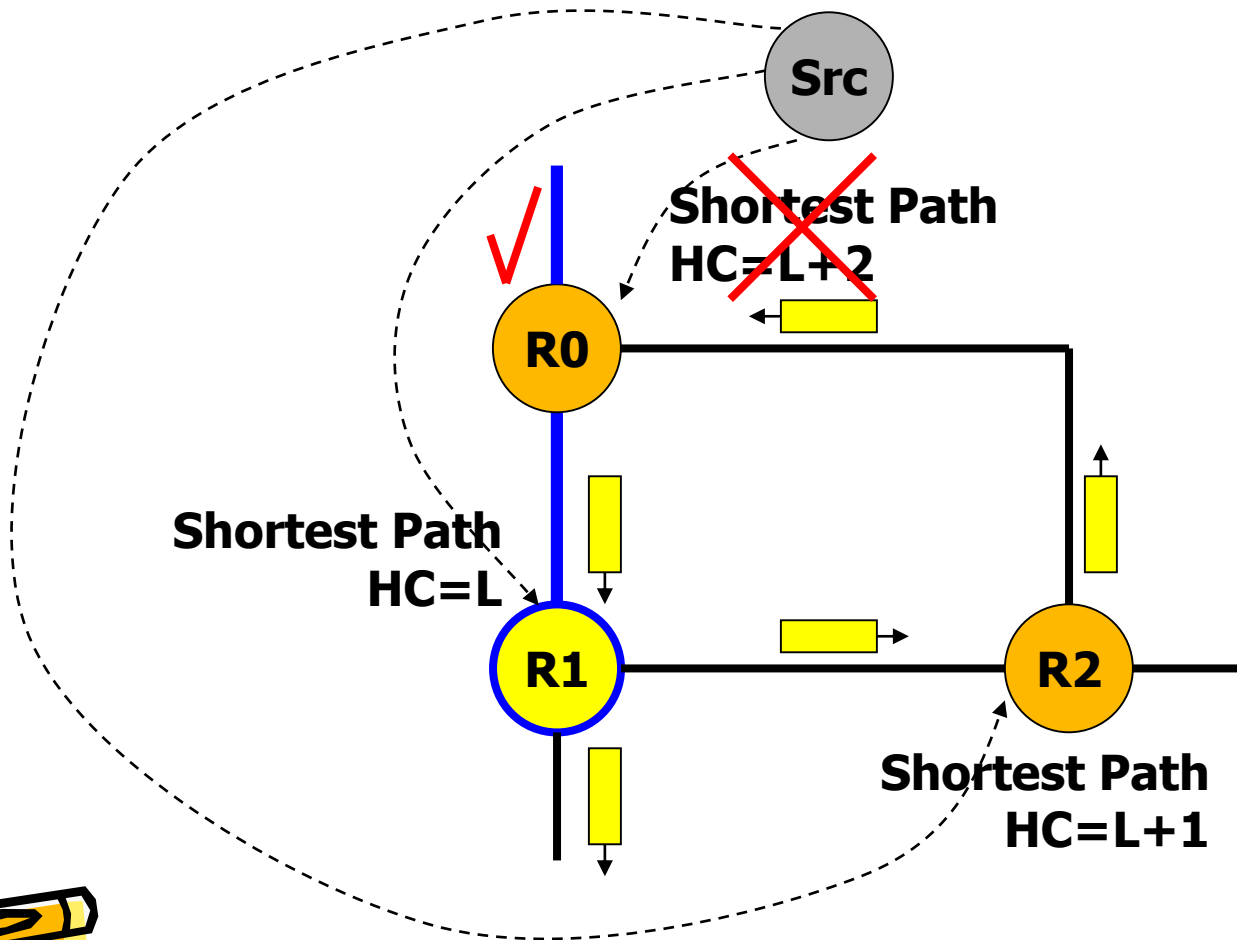 Src
Shortest Path
HC=L+2
R0
Shortest Path
HC=L
R1
R2
Shortest Path
HC=L+1